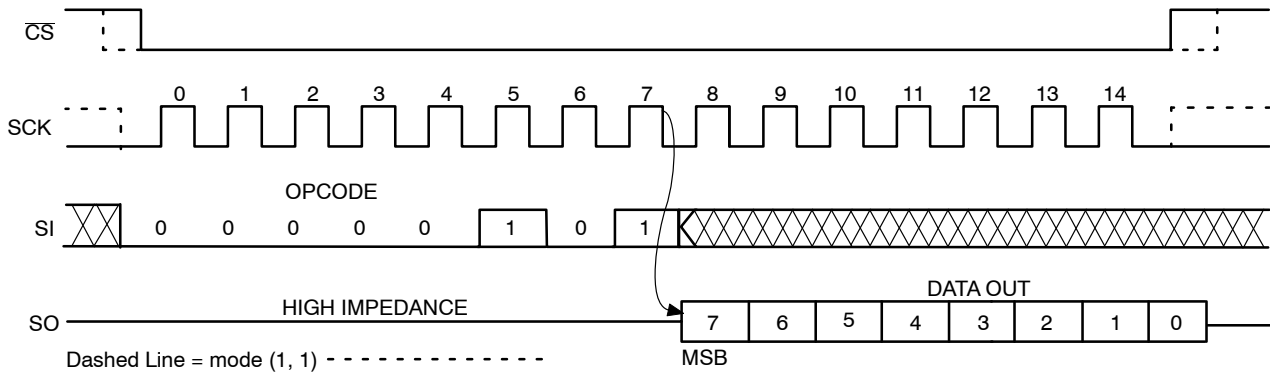 CS
SCK
0 1 2 3 4 5 6 7 8 9 10 11 12 13 14
OPCODE
SI
0 0 0 0 0 1 0 1
DATA OUT
HIGH IMPEDANCE
SO
7 6 5 4 3 2 1 0
MSB
Dashed Line = mode (1, 1)